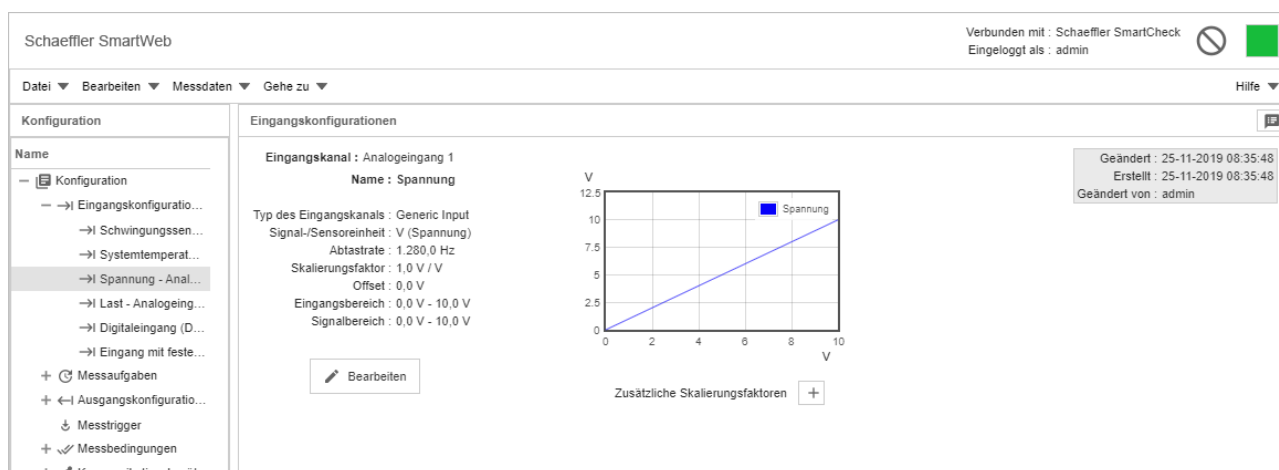 Schaeffler SmartWeb
Verbunden mit : Schaeffler SmartCheck
Eingeloggt als : admin
Datei Bearbeiten Messdaten Gehe zu Hilfe
Konfiguration
Name
Konfiguration
Eingangskonfiguratio...
Schwingungssen...
Systemtemperat...
Spannung - Anal...
Last - Analogeing...
Digitaleingang (D...
Eingang mit feste...
Messaufgaben
Ausgangskonfiguratio...
Messtrigger
Messbedingungen
Eingangskonfigurationen
Eingangskanal : Analogeingang 1
Name : Spannung
Typ des Eingangskanals : Generic Input
Signal-/Sensoreinheit : V (Spannung)
Abtastrate : 1.280,0 Hz
Skalierungsfaktor : 1,0 V / V
Offset : 0,0 V
Eingangsbereich : 0,0 V - 10,0 V
Signalbereich : 0,0 V - 10,0 V
Bearbeiten
V
12.5
10
7.5
5
2.5
0
Spannung
0 2 4 6 8 10
V
Zusätzliche Skalierungsfaktoren
Geändert : 25-11-2019 08:35:48
Erstellt : 25-11-2019 08:35:48
Geändert von : admin